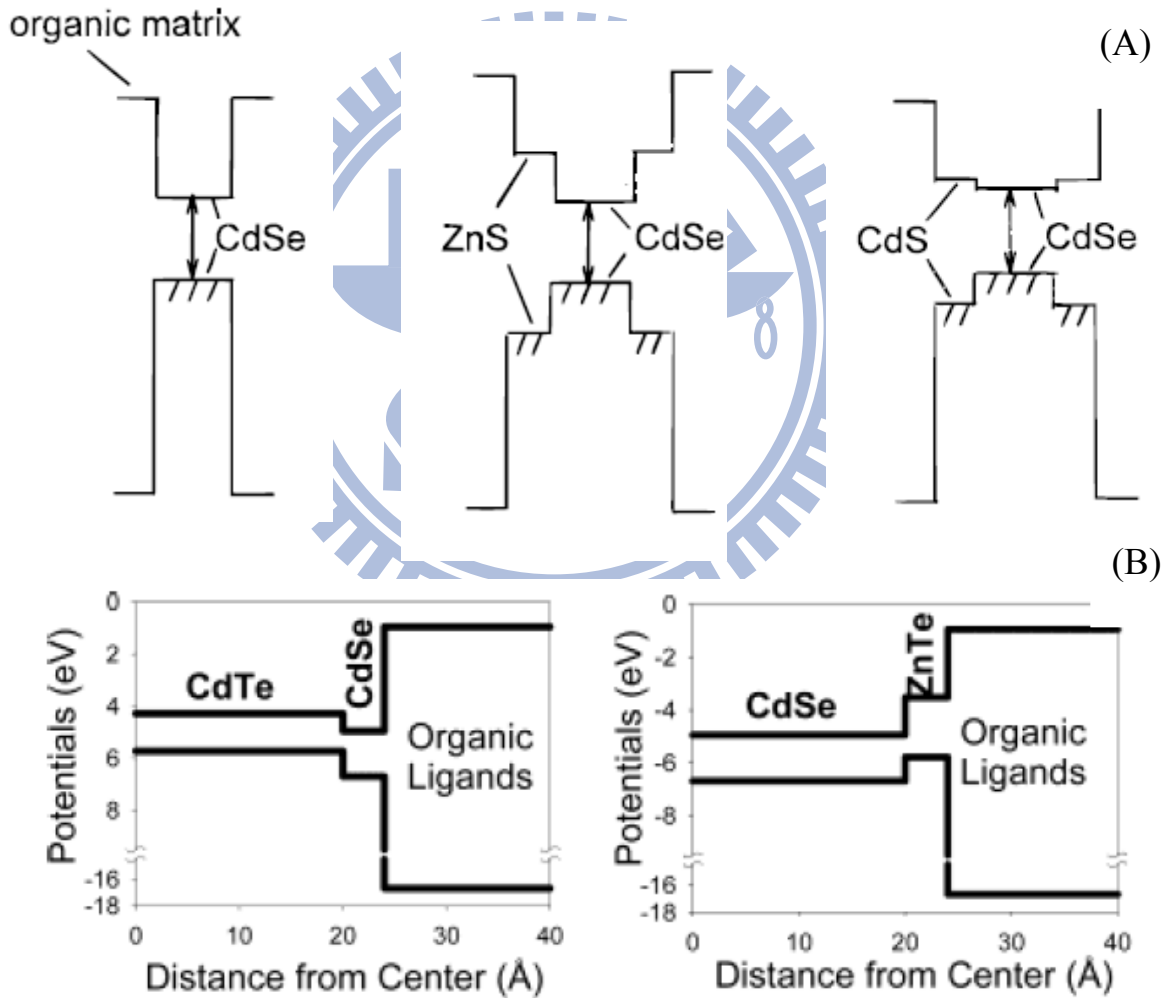 organic matrix
(A)
CdSe
ZnS
CdSe
CdS
CdSe
8
(B)
Potentials (eV)
0
2
4
6
8
-16
-18
CdTe
CdSe
Organic
Ligands
0 10 20 30 40
Distance from Center (Å)
Potentials (eV)
0
-2
-4
-6
-8
-16
-18
CdSe
ZnTe
Organic
Ligands
0 10 20 30 40
Distance from Center (Å)